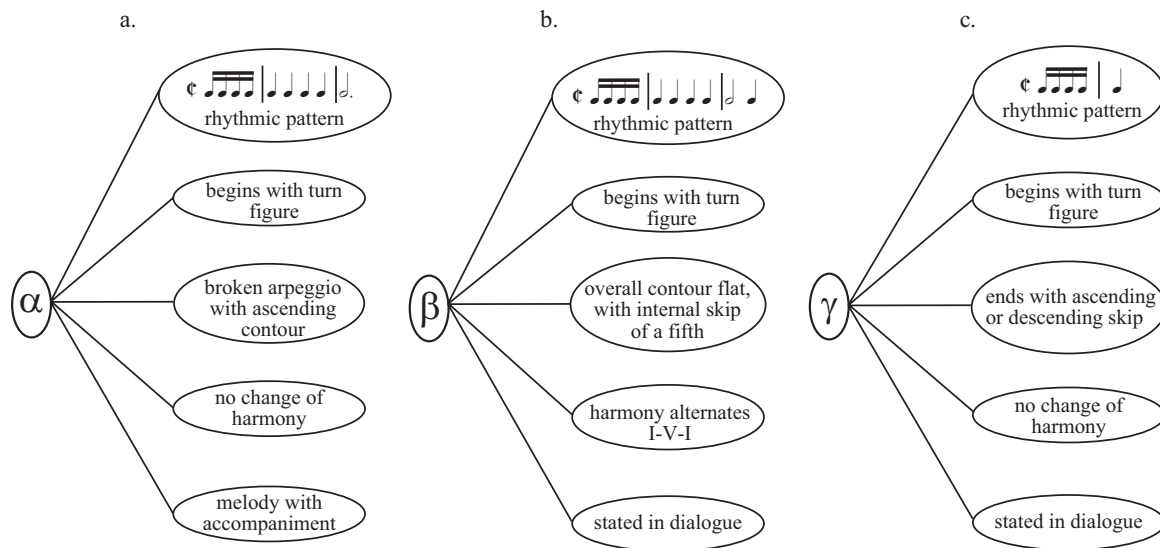 a.
rhythmic pattern
begins with turn
figure
α
broken arpeggio
with ascending
contour
no change of
harmony
melody with
accompaniment
b.
rhythmic pattern
begins with turn
figure
β
overall contour flat,
with internal skip
of a fifth
harmony alternates
I-V-I
stated in dialogue
c.
rhythmic pattern
begins with turn
figure
γ
ends with ascending
or descending skip
no change of
harmony
stated in dialogue